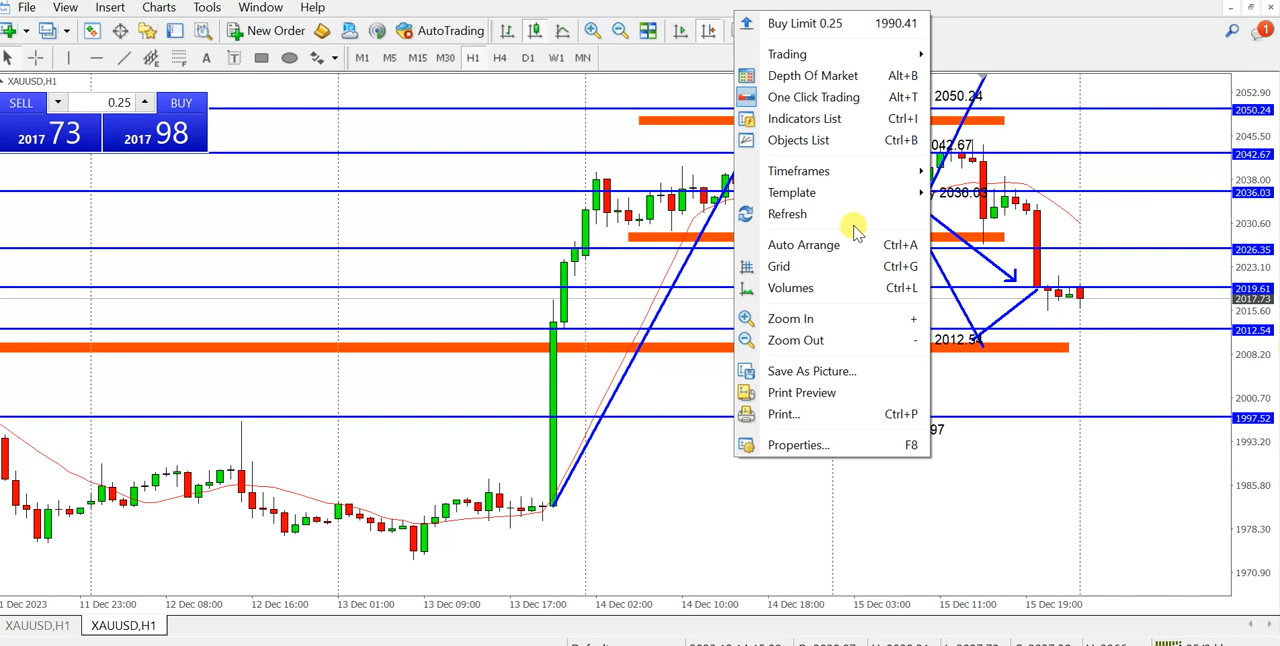 File View Insert Charts Tools Window Help
New Order AutoTrading 1
A T M1 M5 M15 M30 H1 H4 D1 W1 MN
XAUUSD,H1
SELL 0.25 BUY
2017 73 2017 98
Buy Limit 0.25 1990.41
Trading
Depth Of Market Alt+B
One Click Trading Alt+T
Indicators List Ctrl+I
Objects List Ctrl+B
Timeframes
Template
Refresh
Auto Arrange Ctrl+A
Grid Ctrl+G
Volumes Ctrl+L
Zoom In +
Zoom Out -
Save As Picture...
Print Preview
Print... Ctrl+P
Properties... F8
2050.24
042.67
2036.03
2012.54
97
2052.90
2050.24
2045.50
2042.67
2038.00
2036.03
2030.60
2026.35
2023.10
2019.61
2017.73
2015.60
2012.54
2008.20
2000.70
1997.52
1993.20
1985.80
1978.30
1970.90
1 Dec 2023 11 Dec 23:00 12 Dec 08:00 12 Dec 16:00 13 Dec 01:00 13 Dec 09:00 13 Dec 17:00 14 Dec 02:00 14 Dec 10:00 14 Dec 18:00 15 Dec 03:00 15 Dec 11:00 15 Dec 19:00
XAUUSD,H1 XAUUSD,H1